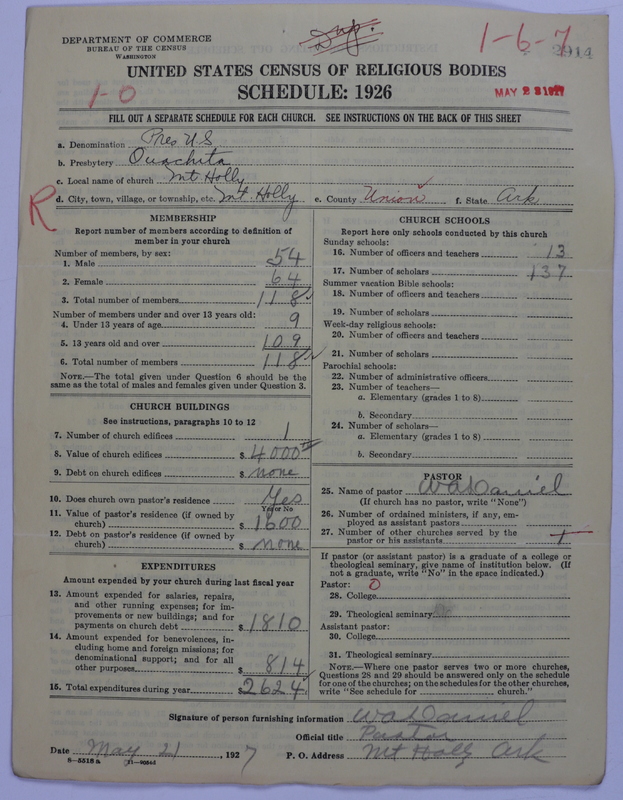 DEPARTMENT OF COMMERCE
BUREAU OF THE CENSUS
WASHINGTON
Dup.
1-6-7
2914
UNITED STATES CENSUS OF RELIGIOUS BODIES
SCHEDULE: 1926
1-0
MAY 23 1927
FILL OUT A SEPARATE SCHEDULE FOR EACH CHURCH. SEE INSTRUCTIONS ON THE BACK OF THIS SHEET
a. Denomination Pres U.S
b. Presbytery Ouachita
c. Local name of church Mt Holly
d. City, town, village, or township, etc. Mt Holly e. County Union f. State Ark
R
MEMBERSHIP
Report number of members according to definition of
member in your church
Number of members, by sex:
1. Male 54
2. Female 64
3. Total number of members 118
Number of members under and over 13 years old:
4. Under 13 years of age 9
5. 13 years old and over 109
6. Total number of members 118
NOTE.—The total given under Question 6 should be the
same as the total of males and females given under Question 3.
CHURCH BUILDINGS
See instructions, paragraphs 10 to 12
7. Number of church edifices 1
8. Value of church edifices $ 4000
9. Debt on church edifices $ none
10. Does church own pastor's residence Yes
Yes or No
11. Value of pastor's residence (if owned by
church) $ 1600
12. Debt on pastor's residence (if owned by
church) $ none
EXPENDITURES
Amount expended by your church during last fiscal year
13. Amount expended for salaries, repairs,
and other running expenses; for im-
provements or new buildings; and for
payments on church debt $ 1810
14. Amount expended for benevolences, in-
cluding home and foreign missions; for
denominational support; and for all
other purposes $ 814
15. Total expenditures during year $ 2624
CHURCH SCHOOLS
Report here only schools conducted by this church
Sunday schools:
16. Number of officers and teachers 13
17. Number of scholars 137
Summer vacation Bible schools:
18. Number of officers and teachers
19. Number of scholars
Week-day religious schools:
20. Number of officers and teachers
21. Number of scholars
Parochial schools:
22. Number of administrative officers
23. Number of teachers—
a. Elementary (grades 1 to 8)
b. Secondary
24. Number of scholars—
a. Elementary (grades 1 to 8)
b. Secondary
PASTOR
25. Name of pastor W A McDaniel
(If church has no pastor, write "None")
26. Number of ordained ministers, if any, em-
ployed as assistant pastors
27. Number of other churches served by the
pastor or his assistants 1
If pastor (or assistant pastor) is a graduate of a college or
theological seminary, give name of institution below. (If
not a graduate, write "No" in the space indicated.)
Pastor: 0
28. College
29. Theological seminary
Assistant pastor:
30. College
31. Theological seminary
NOTE.—Where one pastor serves two or more churches,
Questions 28 and 29 should be answered only on the schedule
for one of the churches; on the schedules for the other churches,
write "See schedule for church."
Signature of person furnishing information W A McDaniel
Official title Pastor
Date May 21, 1927 P. O. Address Mt Holly Ark
8—5518 a